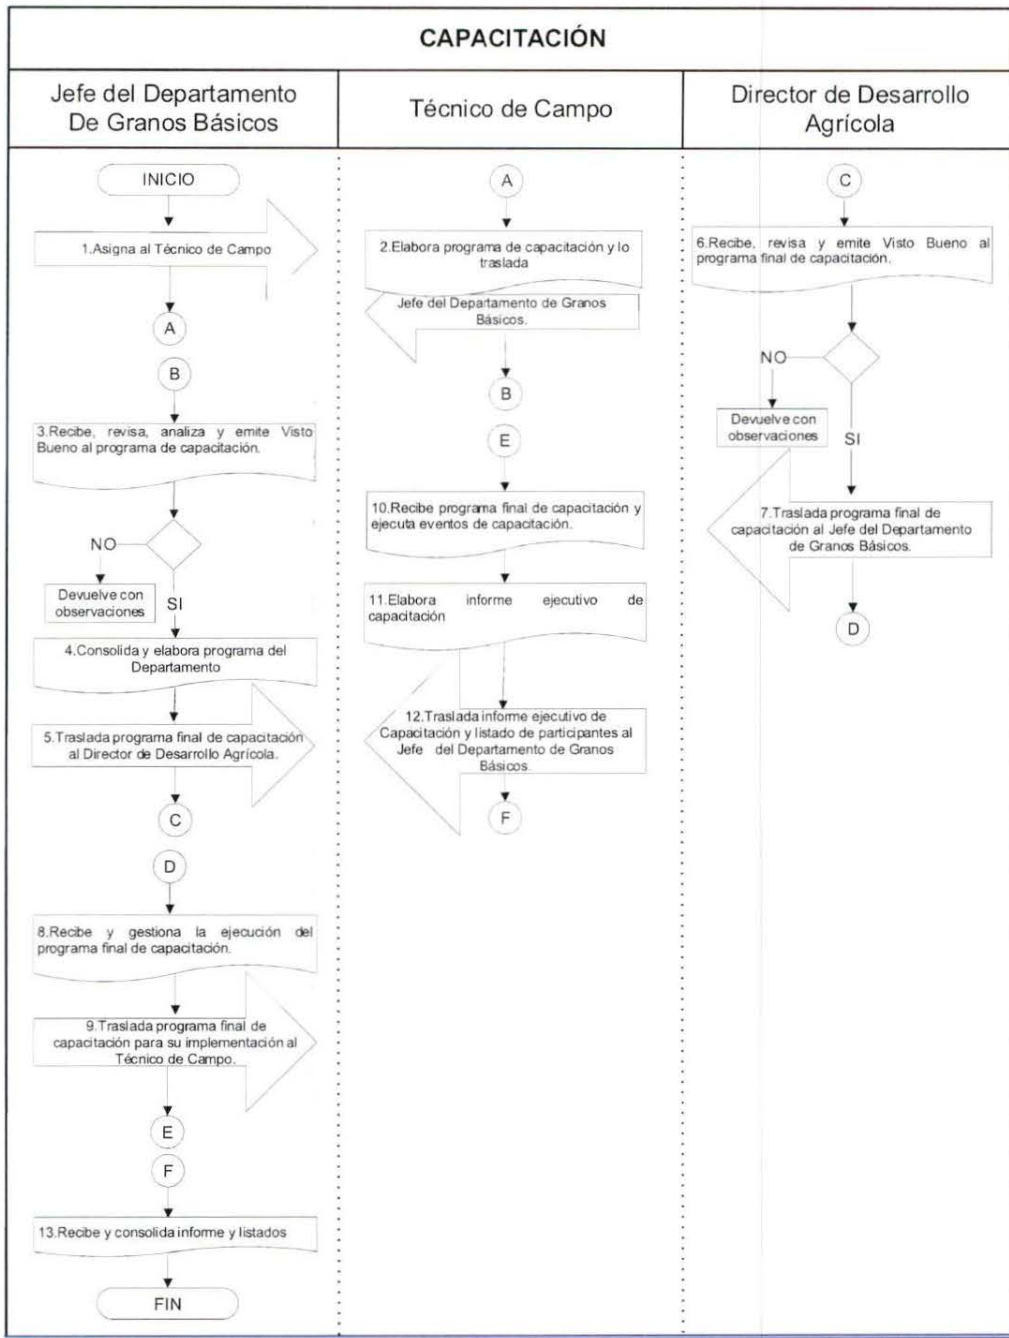 CAPACITACIÓN
Jefe del Departamento
De Granos Básicos
Técnico de Campo
Director de Desarrollo
Agrícola
INICIO
1.Asigna al Técnico de Campo
A
B
3.Recibe, revisa, analiza y emite Visto
Bueno al programa de capacitación.
NO
Devuelve con
observaciones
SI
4.Consolida y elabora programa del
Departamento
5.Traslada programa final de capacitación
al Director de Desarrollo Agrícola.
C
D
8.Recibe y gestiona la ejecución del
programa final de capacitación.
9.Traslada programa final de
capacitación para su implementación al
Técnico de Campo.
E
F
13.Recibe y consolida informe y listados
FIN
A
2.Elabora programa de capacitación y lo
traslada
Jefe del Departamento de Granos
Básicos.
B
E
10.Recibe programa final de capacitación y
ejecuta eventos de capacitación.
11.Elabora informe ejecutivo de
capacitación
12.Traslada informe ejecutivo de
Capacitación y listado de participantes al
Jefe del Departamento de Granos
Básicos.
F
C
6.Recibe, revisa y emite Visto Bueno al
programa final de capacitación.
NO
Devuelve con
observaciones
SI
7.Traslada programa final de
capacitación al Jefe del Departamento
de Granos Básicos.
D